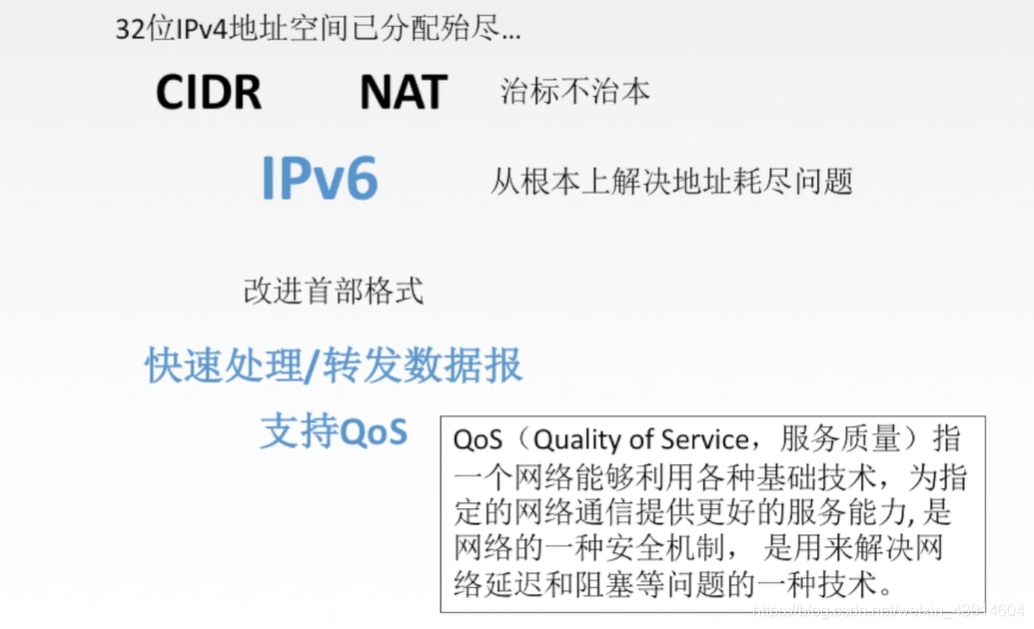 32位IPv4地址空间已分配殆尽...
CIDR NAT 治标不治本
IPv6 从根本上解决地址耗尽问题
改进首部格式
快速处理/转发数据报
支持QoS
QoS（Quality of Service，服务质量）指
一个网络能够利用各种基础技术，为指
定的网络通信提供更好的服务能力, 是
网络的一种安全机制， 是用来解决网
络延迟和阻塞等问题的一种技术。
https://blog.csdn.net/weixin_43914604